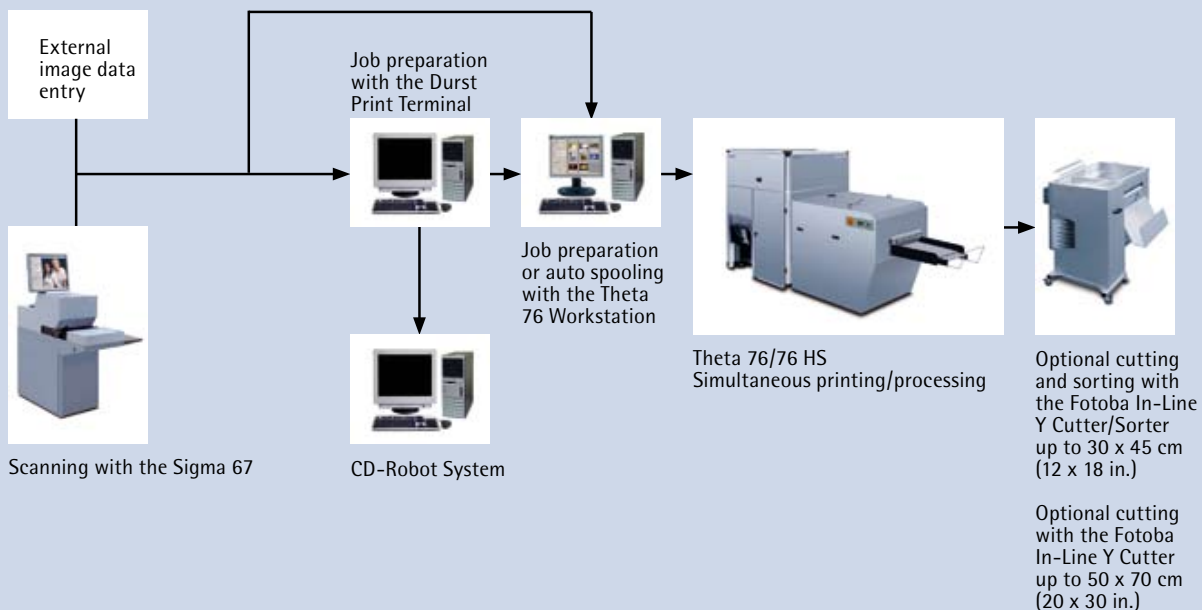 External
image data
entry
Job preparation
with the Durst
Print Terminal
Job preparation
or auto spooling
with the Theta
76 Workstation
Theta 76/76 HS
Simultaneous printing/processing
Optional cutting
and sorting with
the Fotoba In-Line
Y Cutter/Sorter
up to 30 x 45 cm
(12 x 18 in.)
Optional cutting
with the Fotoba
In-Line Y Cutter
up to 50 x 70 cm
(20 x 30 in.)
Scanning with the Sigma 67
CD-Robot System